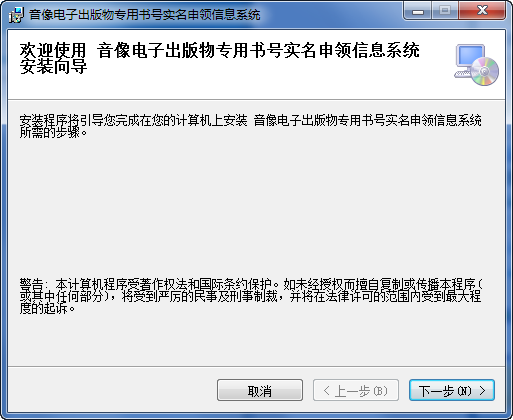 音像电子出版物专用书号实名申领信息系统
欢迎使用 音像电子出版物专用书号实名申领信息系统
安装向导
安装程序将引导您完成在您的计算机上安装 音像电子出版物专用书号实名申领信息系统
所需的步骤。
警告: 本计算机程序受著作权法和国际条约保护。如未经授权而擅自复制或传播本程序(
或其中任何部分)，将受到严厉的民事及刑事制裁，并将在法律许可的范围内受到最大程
度的起诉。
取消
< 上一步(B)
下一步(N) >